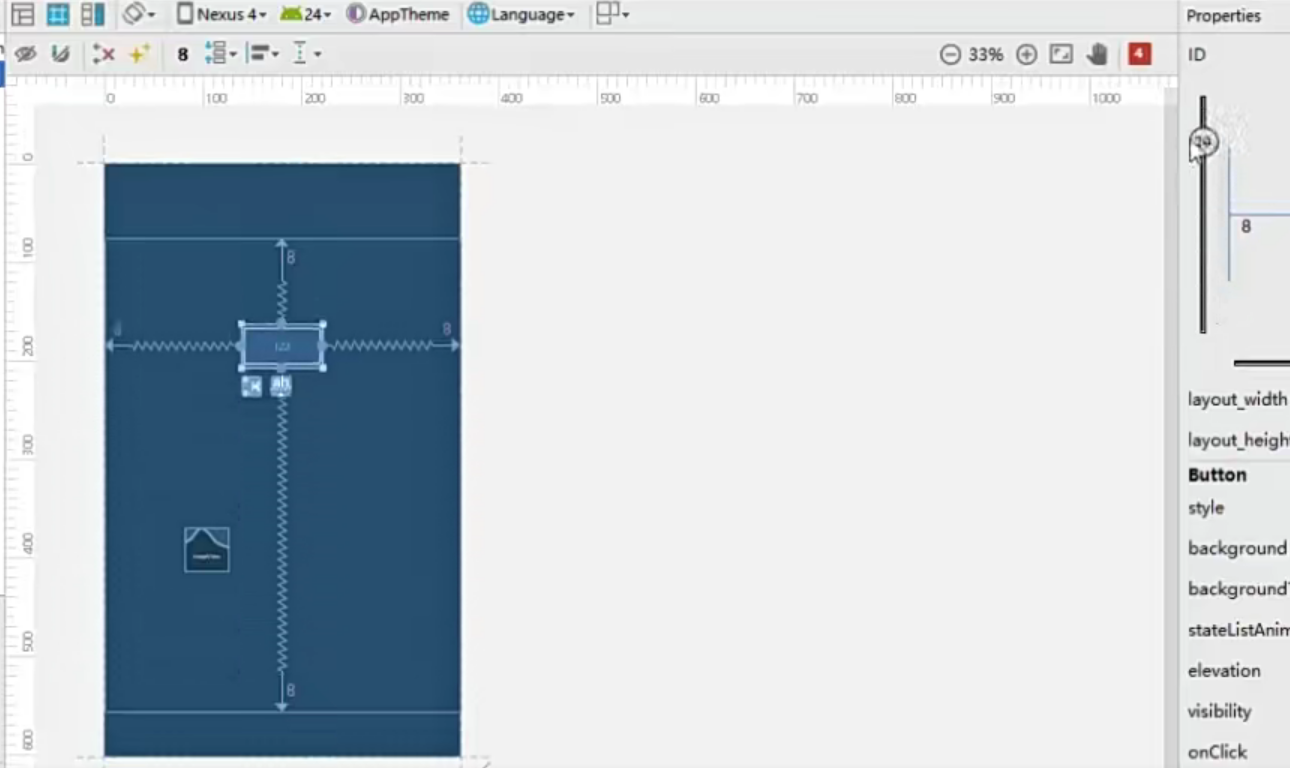 Nexus 4 24 AppTheme Language Properties
8 33% 4 ID
0 100 200 300 400 500 600 700 800 900 1000
0
100
200
300
400
500
600
8
8
8
8
123
ab
8
layout_width
layout_heigh
Button
style
background
background
stateListAnim
elevation
visibility
onClick